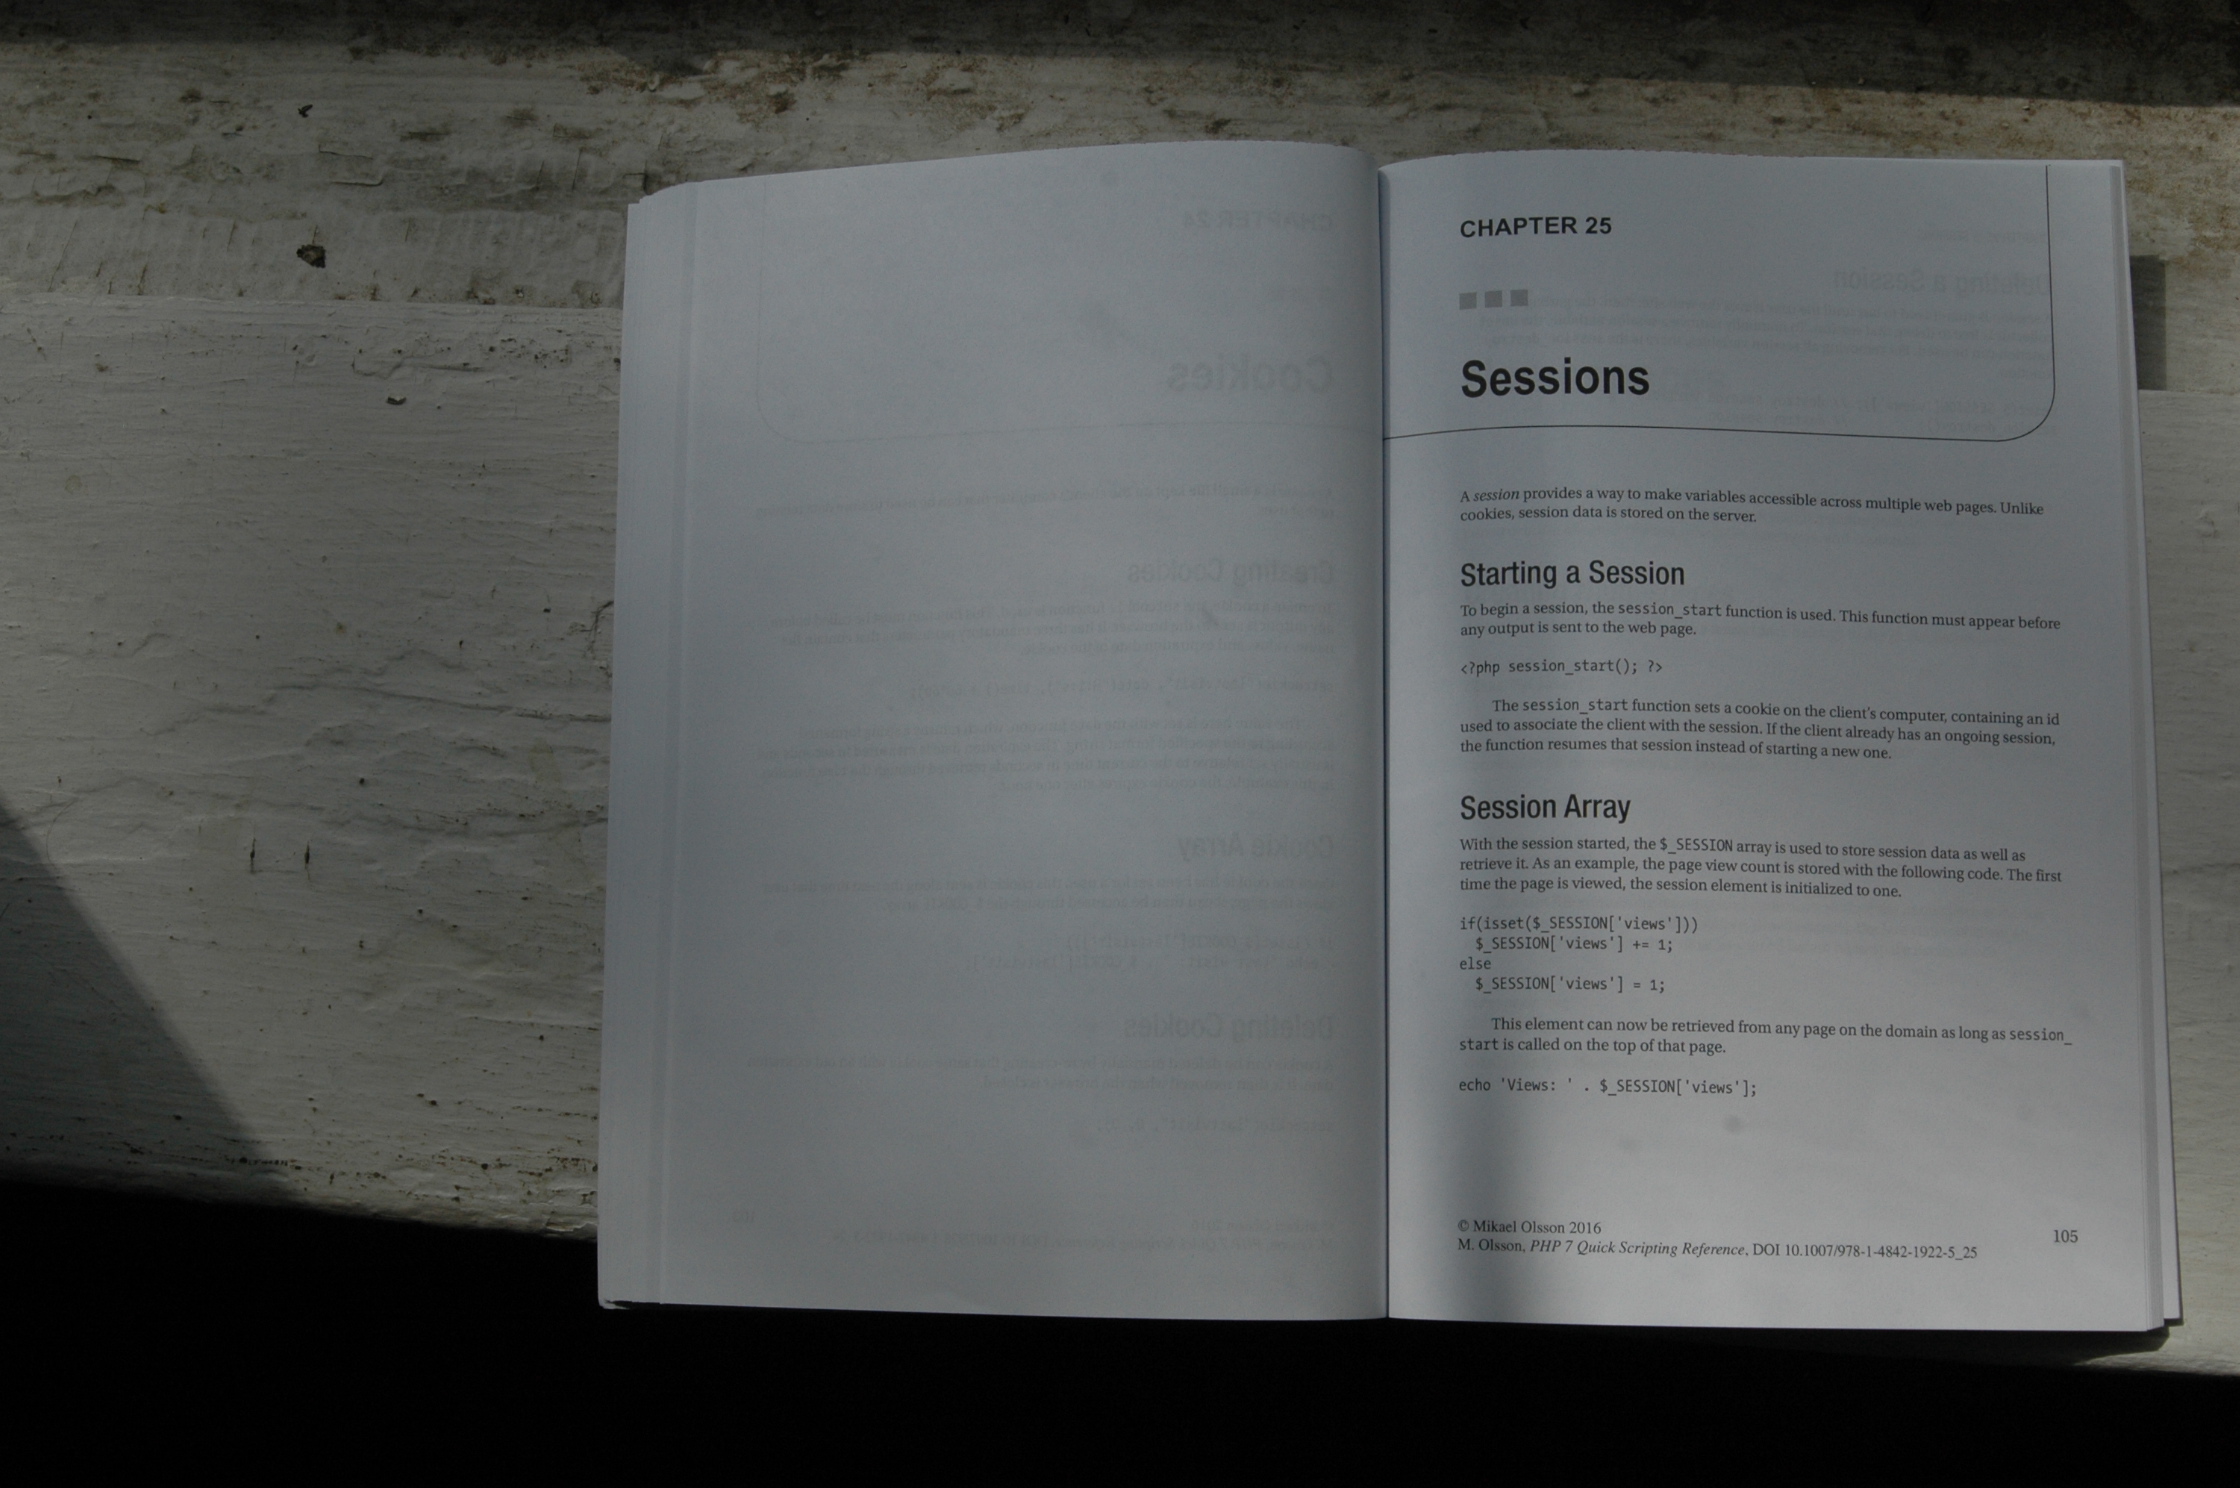 CHAPTER 25
Sessions
A session provides a way to make variables accessible across multiple web pages. Unlike
cookies, session data is stored on the server.
Starting a Session
To begin a session, the session_start function is used. This function must appear before
any output is sent to the web page.
<?php session_start(); ?>
The session_start function sets a cookie on the client's computer, containing an id
used to associate the client with the session. If the client already has an ongoing session,
the function resumes that session instead of starting a new one.
Session Array
With the session started, the $_SESSION array is used to store session data as well as
retrieve it. As an example, the page view count is stored with the following code. The first
time the page is viewed, the session element is initialized to one.
if(isset($_SESSION['views']))
  $_SESSION['views'] += 1;
else
  $_SESSION['views'] = 1;
This element can now be retrieved from any page on the domain as long as session_
start is called on the top of that page.
echo 'Views: ' . $_SESSION['views'];
© Mikael Olsson 2016
M. Olsson, PHP 7 Quick Scripting Reference, DOI 10.1007/978-1-4842-1922-5_25
105